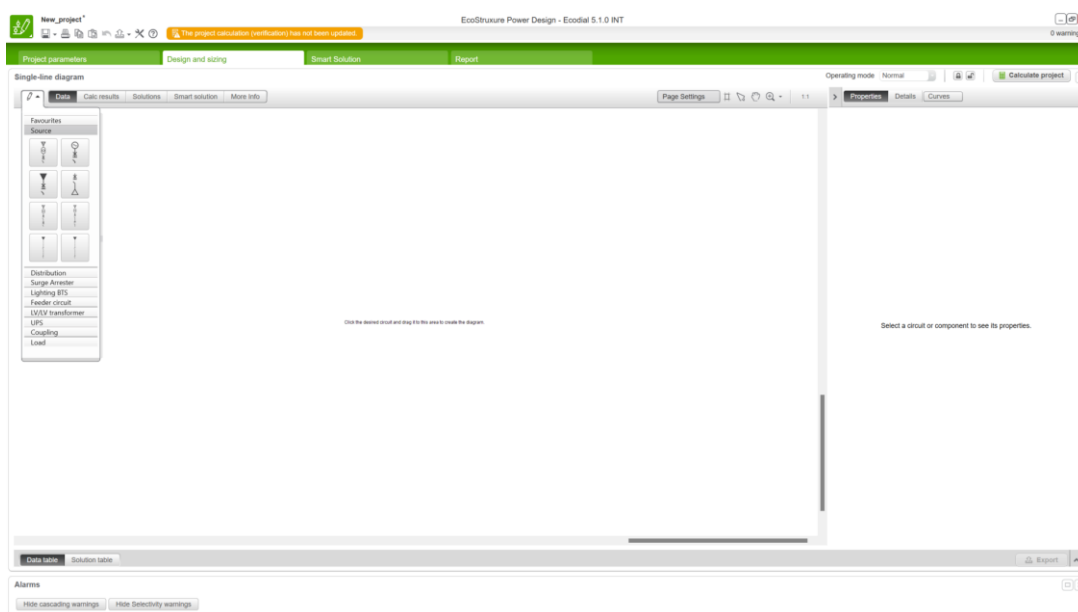 New_project*
EcoStruxure Power Design - Ecodial 5.1.0 INT
The project calculation (verification) has not been updated.
0 warning
Project parameters
Design and sizing
Smart Solution
Report
Single-line diagram
Operating mode Normal
Calculate project
Data
Calc results
Solutions
Smart solution
More Info
Page Settings
1:1
Properties
Details
Curves
Favourites
Source
Distribution
Surge Arrester
Lighting BTS
Feeder circuit
LV/LV transformer
UPS
Coupling
Load
Click the desired circuit and drag it to this area to create the diagram.
Select a circuit or component to see its properties.
Data table
Solution table
Export
Alarms
Hide cascading warnings
Hide Selectivity warnings